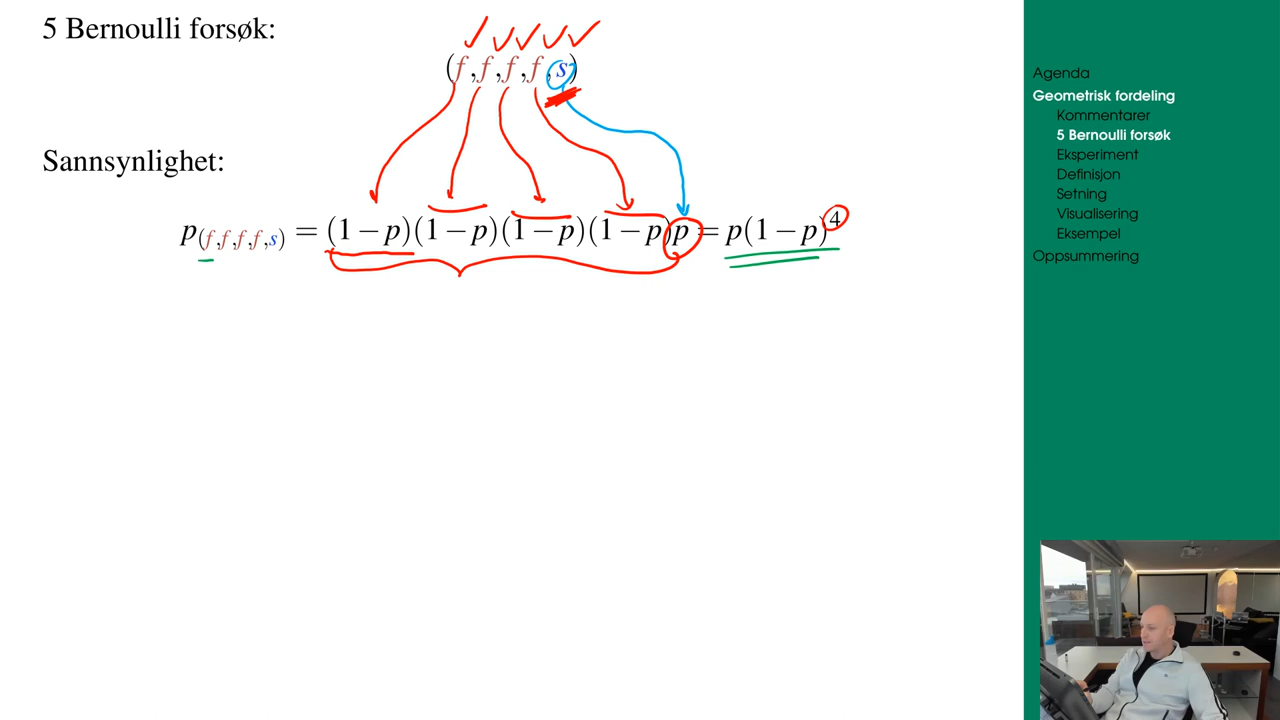 5 Bernoulli forsøk:
(f,f,f,f,s)
Sannsynlighet:
p(f,f,f,f,s) = (1−p)(1−p)(1−p)(1−p)p = p(1−p)⁴
Agenda
Geometrisk fordeling
Kommentarer
5 Bernoulli forsøk
Eksperiment
Definisjon
Setning
Visualisering
Eksempel
Oppsummering